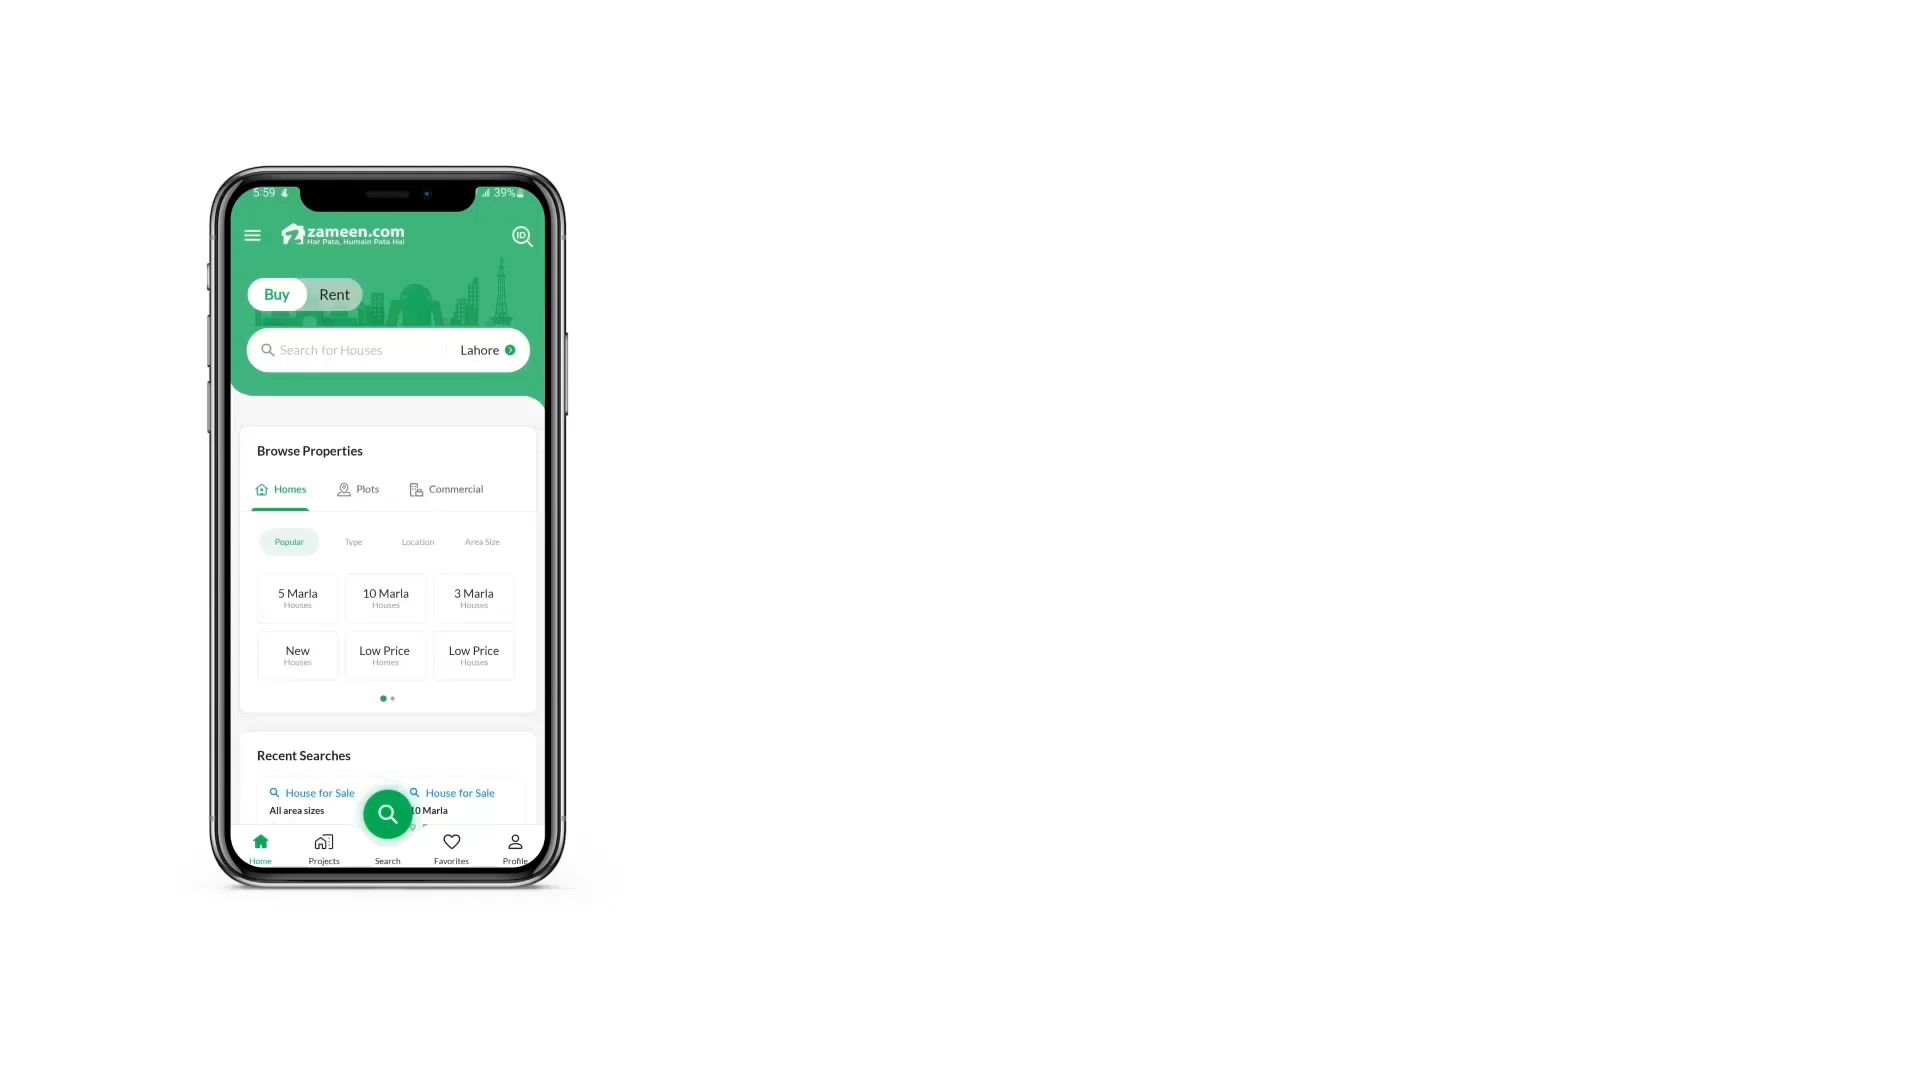 5:59 39%
zameen.com
Har Pata, Humain Pata Hai
ID
Buy Rent
Search for Houses Lahore
Browse Properties
Homes Plots Commercial
Popular Type Location Area Size
5 Marla 10 Marla 3 Marla
Houses Houses Houses
New Low Price Low Price
Houses Homes Houses
Recent Searches
House for Sale House for Sale
All area sizes 10 Marla
Home Projects Search Favorites Profile